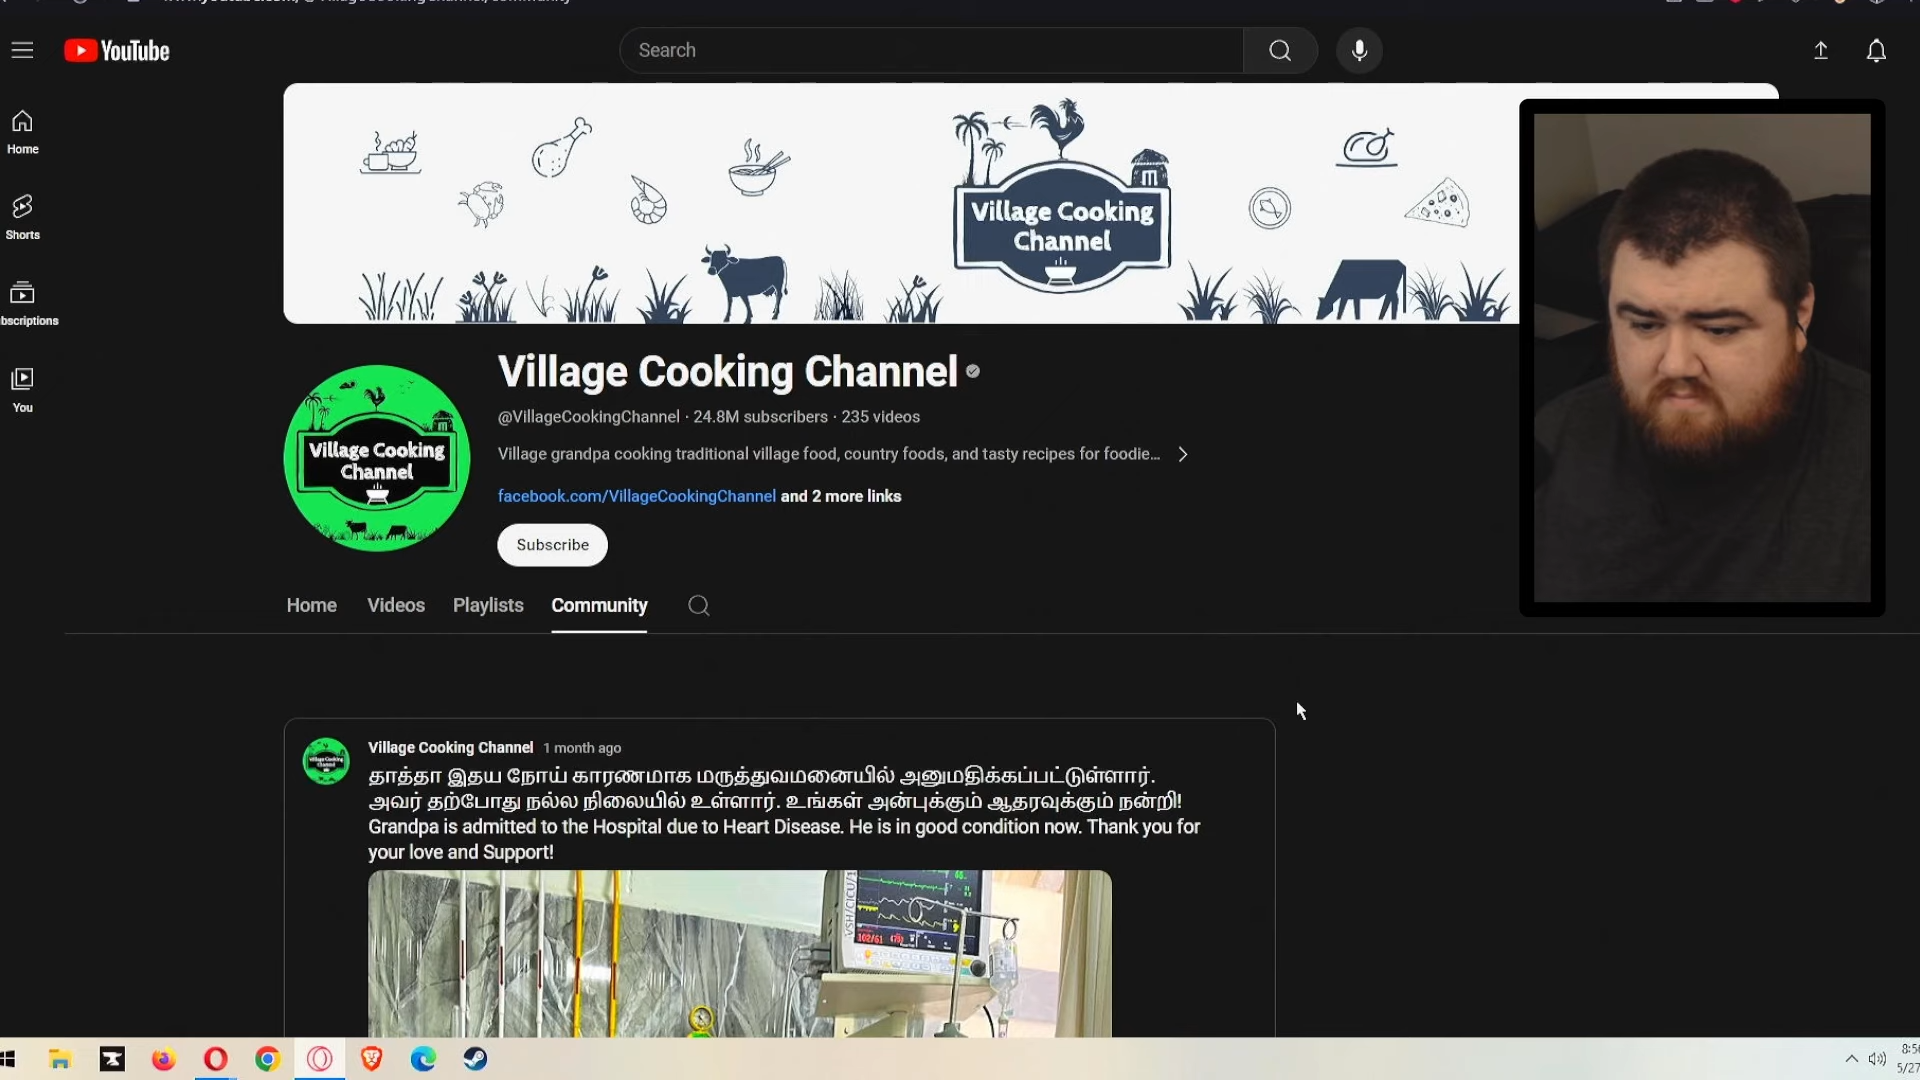 YouTube
Search
Home
Shorts
bscriptions
You
Village Cooking
Channel
Village Cooking
Channel
Village Cooking Channel
@VillageCookingChannel · 24.8M subscribers · 235 videos
Village grandpa cooking traditional village food, country foods, and tasty recipes for foodie...
facebook.com/VillageCookingChannel and 2 more links
Subscribe
Home Videos Playlists Community
Village Cooking Channel 1 month ago
தாத்தா இதய நோய் காரணமாக மருத்துவமனையில் அனுமதிக்கப்பட்டுள்ளார்.
அவர் தற்போது நல்ல நிலையில் உள்ளார். உங்கள் அன்புக்கும் ஆதரவுக்கும் நன்றி!
Grandpa is admitted to the Hospital due to Heart Disease. He is in good condition now. Thank you for
your love and Support!
VSH/CICU/1
102/61
8:5
5/27